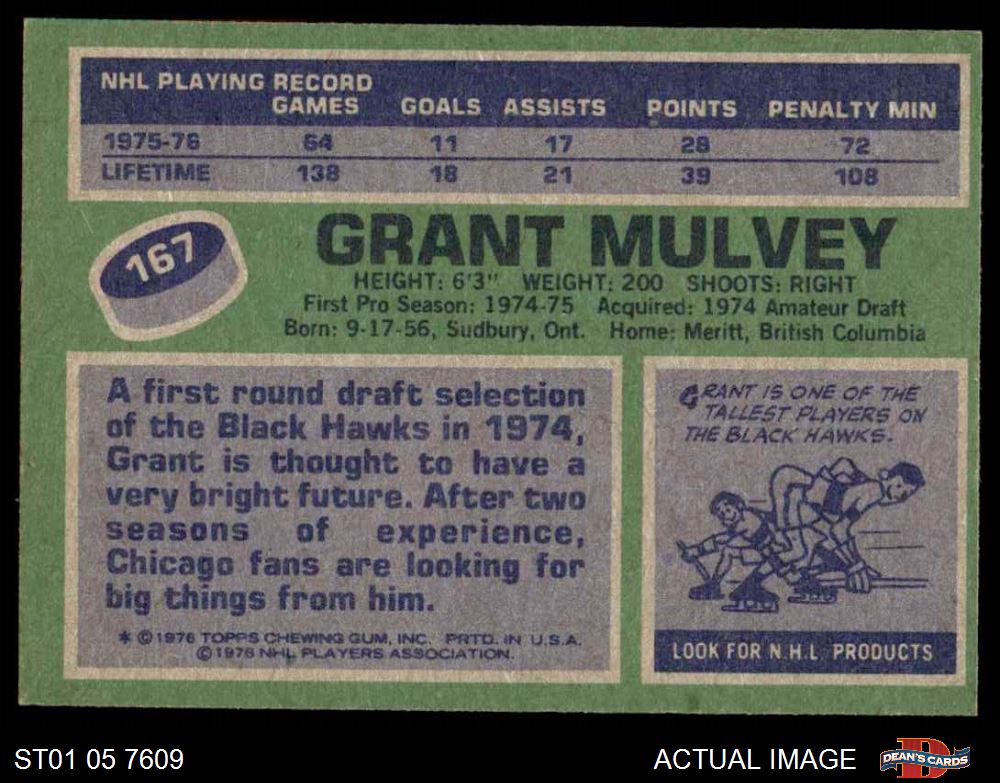 NHL PLAYING RECORD
GAMES GOALS ASSISTS POINTS PENALTY MIN
1975-76 64 11 17 28 72
LIFETIME 138 18 21 39 108
167
GRANT MULVEY
HEIGHT: 6'3" WEIGHT: 200 SHOOTS: RIGHT
First Pro Season: 1974-75 Acquired: 1974 Amateur Draft
Born: 9-17-56, Sudbury, Ont. Home: Meritt, British Columbia
A first round draft selection
of the Black Hawks in 1974,
Grant is thought to have a
very bright future. After two
seasons of experience,
Chicago fans are looking for
big things from him.
* © 1976 TOPPS CHEWING GUM, INC. PRTD. IN U.S.A.
© 1976 NHL PLAYERS ASSOCIATION.
GRANT IS ONE OF THE
TALLEST PLAYERS ON
THE BLACK HAWKS.
LOOK FOR N.H.L PRODUCTS
ST01 05 7609
ACTUAL IMAGE
DEAN'S CARDS